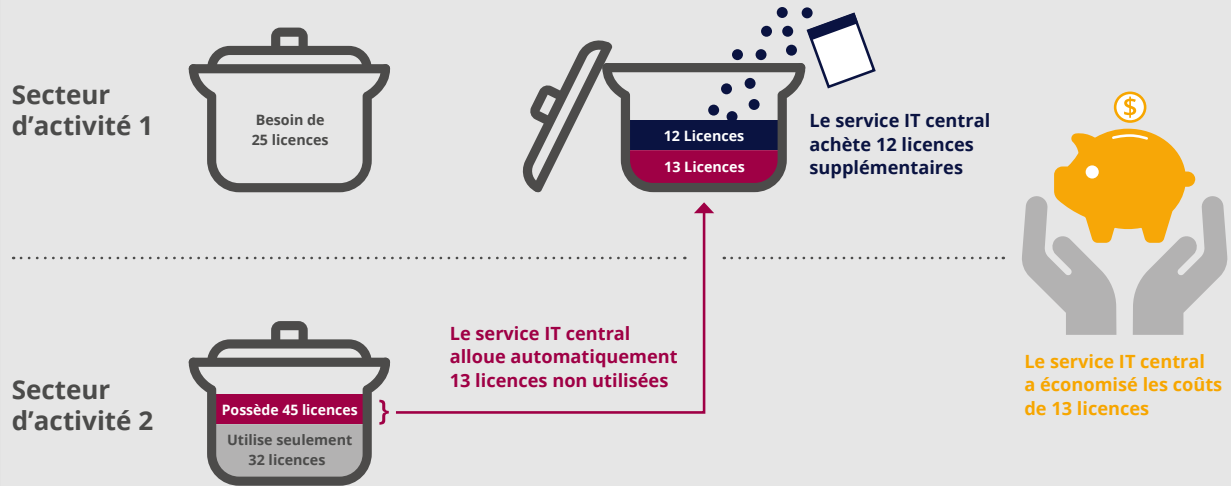 Secteur
d’activité 1
Besoin de
25 licences
12 Licences
13 Licences
Le service IT central
achète 12 licences
supplémentaires
$
Secteur
d’activité 2
Possède 45 licences
Utilise seulement
32 licences
}
Le service IT central
alloue automatiquement
13 licences non utilisées
Le service IT central
a économisé les coûts
de 13 licences